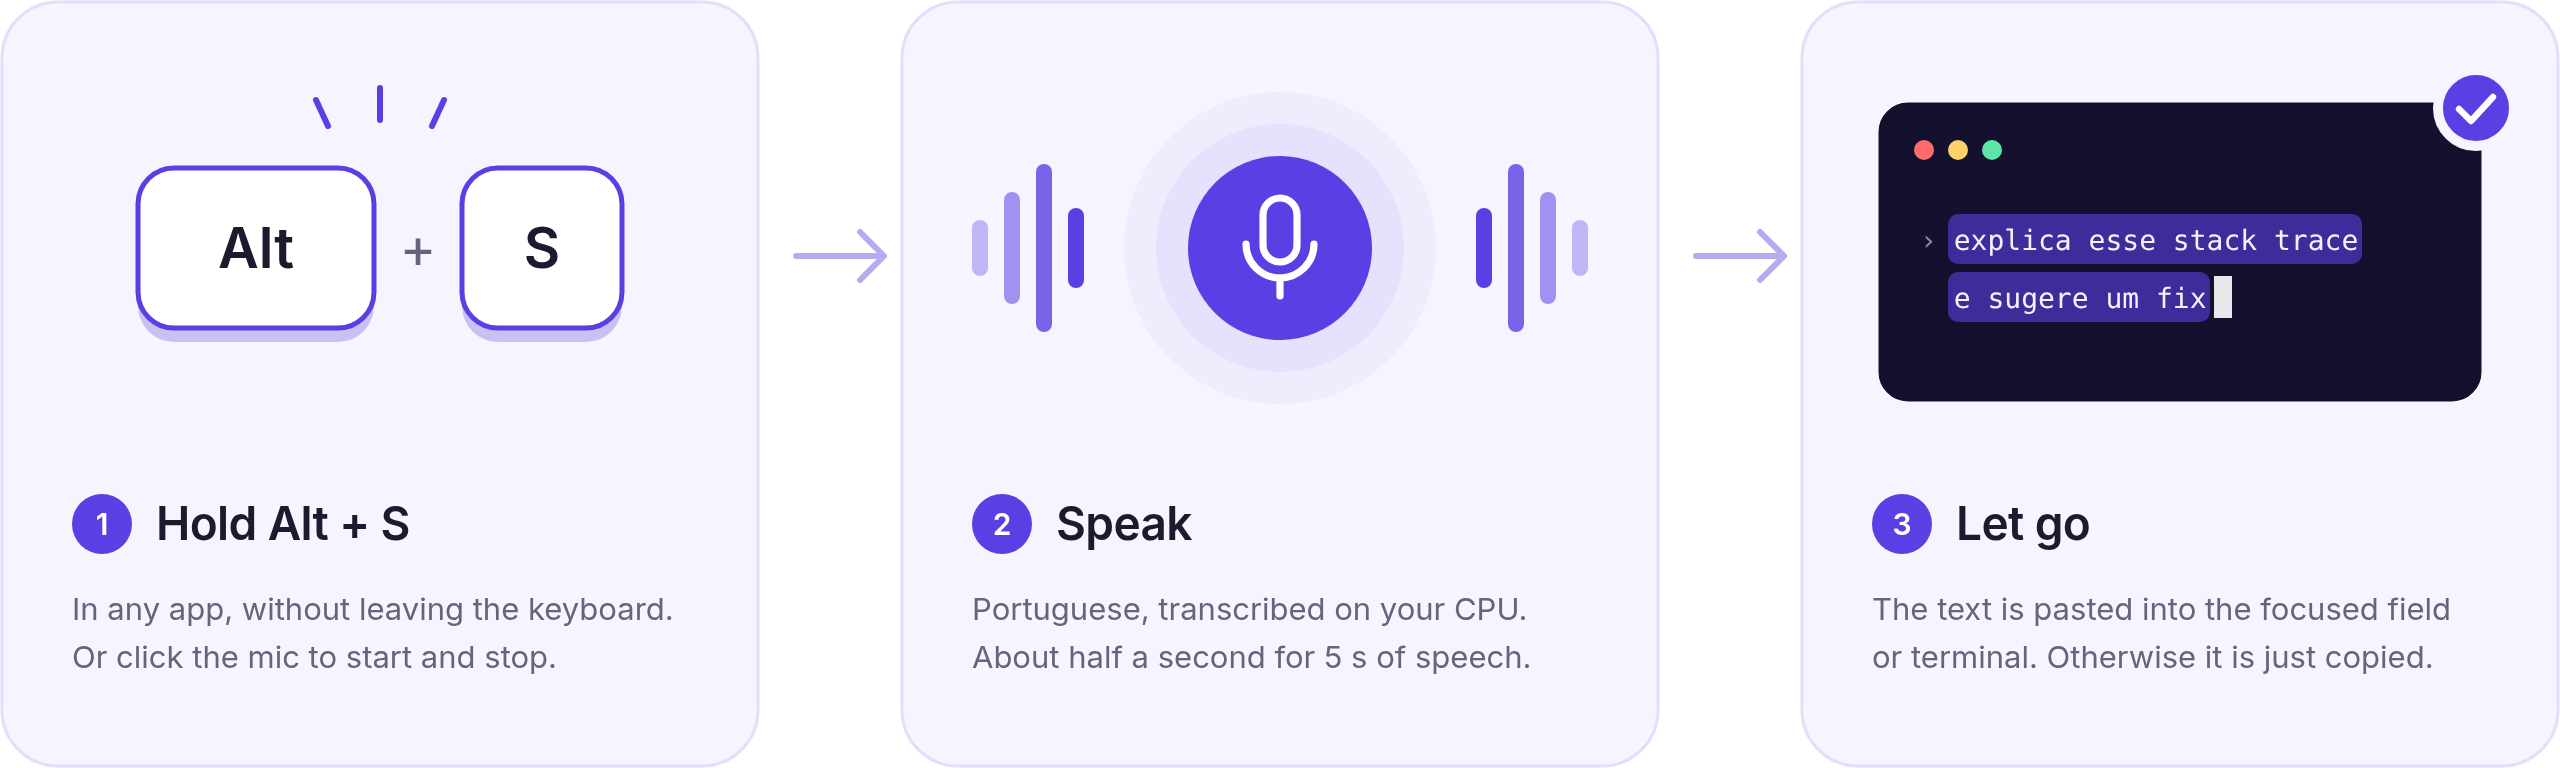 Alt + S
1 Hold Alt + S
In any app, without leaving the keyboard.
Or click the mic to start and stop.
2 Speak
Portuguese, transcribed on your CPU.
About half a second for 5 s of speech.
› explica esse stack trace
e sugere um fix
3 Let go
The text is pasted into the focused field
or terminal. Otherwise it is just copied.